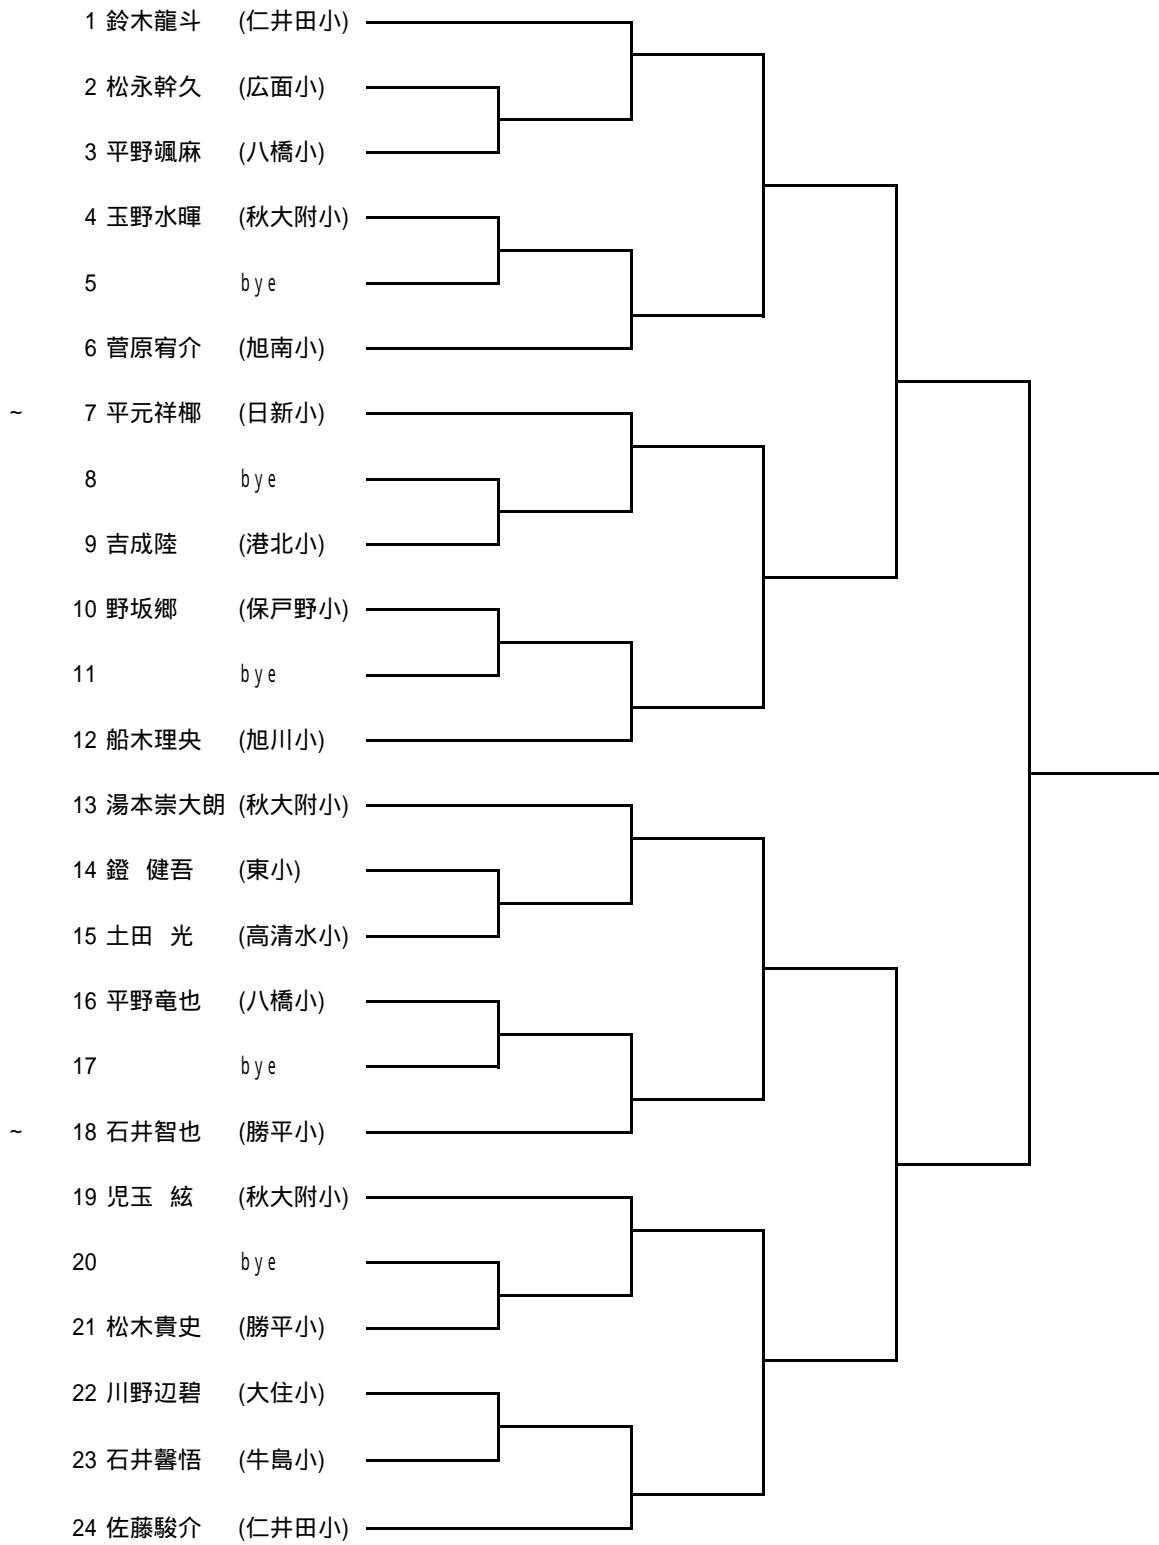 1 鈴木龍斗 (仁井田小)
2 松永幹久 (広面小)
3 平野颯麻 (八橋小)
4 玉野水暉 (秋大附小)
5 bye
6 菅原宥介 (旭南小)
~ 7 平元祥椰 (日新小)
8 bye
9 吉成陸 (港北小)
10 野坂郷 (保戸野小)
11 bye
12 船木理央 (旭川小)
13 湯本崇大朗 (秋大附小)
14 鐙 健吾 (東小)
15 土田 光 (高清水小)
16 平野竜也 (八橋小)
17 bye
~ 18 石井智也 (勝平小)
19 児玉 絃 (秋大附小)
20 bye
21 松木貴史 (勝平小)
22 川野辺碧 (大住小)
23 石井馨悟 (牛島小)
24 佐藤駿介 (仁井田小)